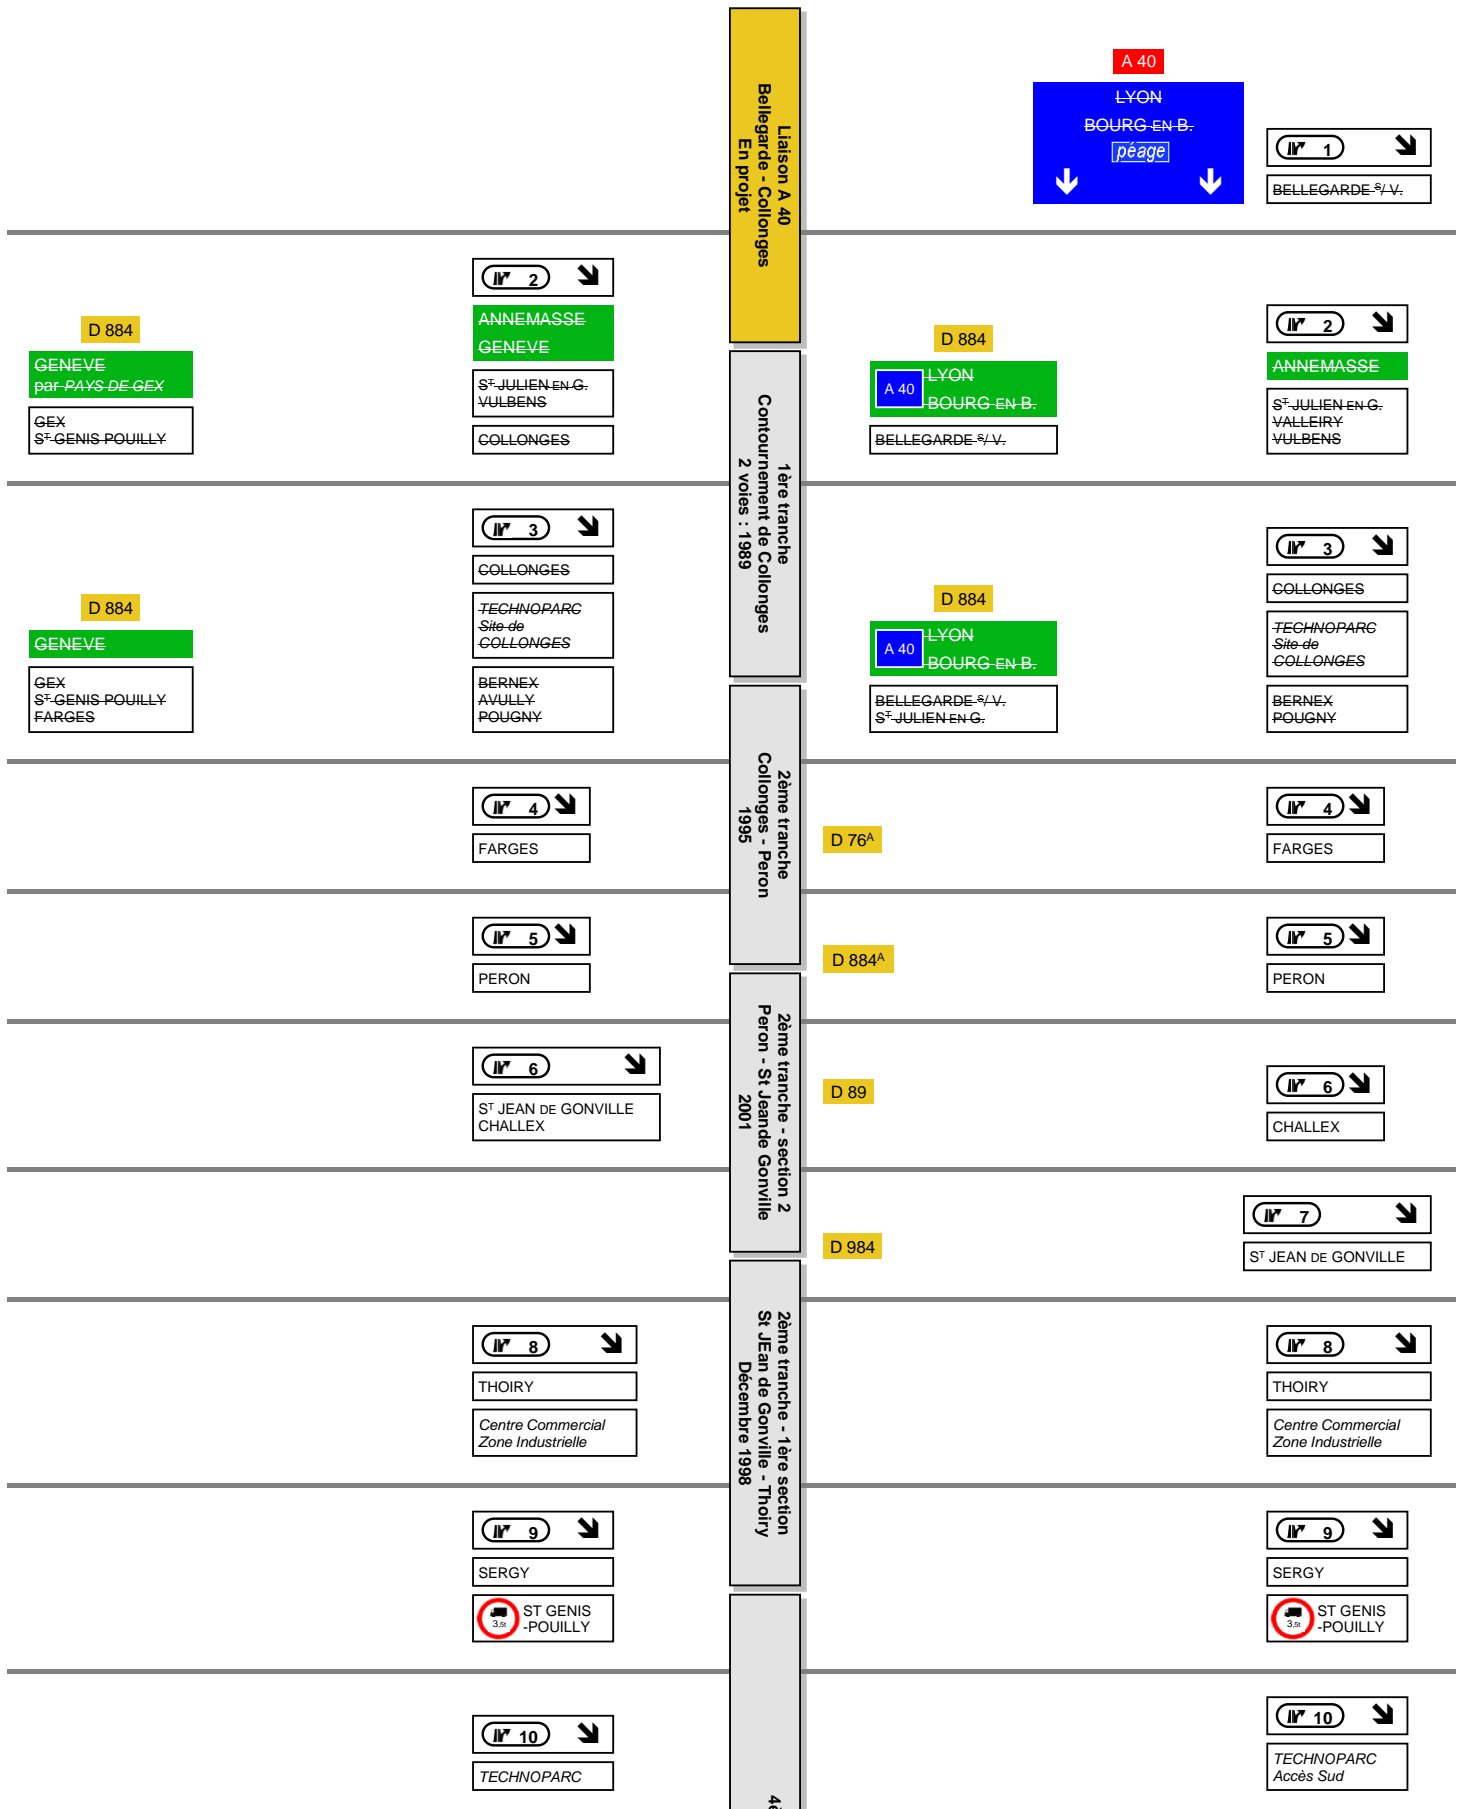 Liaison A 40
Bellegarde - Collonges
En projet
A 40
LYON
BOURG EN B.
péage
1
BELLEGARDE S/ V.
D 884
GENEVE
par PAYS DE GEX
GEX
ST GENIS POUILLY
2
ANNEMASSE
GENEVE
ST JULIEN EN G.
VULBENS
COLLONGES
D 884
A 40
LYON
BOURG EN B.
BELLEGARDE S/ V.
2
ANNEMASSE
ST JULIEN EN G.
VALLEIRY
VULBENS
1ère tranche
Contournement de Collonges
2 voies : 1989
D 884
GENEVE
GEX
ST GENIS POUILLY
FARGES
3
COLLONGES
TECHNOPARC
Site de
COLLONGES
BERNEX
AVULLY
POUGNY
D 884
A 40
LYON
BOURG EN B.
BELLEGARDE S/ V.
ST JULIEN EN G.
3
COLLONGES
TECHNOPARC
Site de
COLLONGES
BERNEX
POUGNY
2ème tranche
Collonges - Peron
1995
4
FARGES
D 76A
4
FARGES
5
PERON
D 884A
5
PERON
2ème tranche - section 2
Peron - St Jeande Gonville
2001
6
ST JEAN DE GONVILLE
CHALLEX
D 89
6
CHALLEX
D 984
7
ST JEAN DE GONVILLE
2ème tranche - 1ère section
St JEan de Gonville - Thoiry
Décembre 1998
8
THOIRY
Centre Commercial
Zone Industrielle
8
THOIRY
Centre Commercial
Zone Industrielle
9
SERGY
3,5t
ST GENIS
-POUILLY
9
SERGY
3,5t
ST GENIS
-POUILLY
10
TECHNOPARC
10
TECHNOPARC
Accès Sud